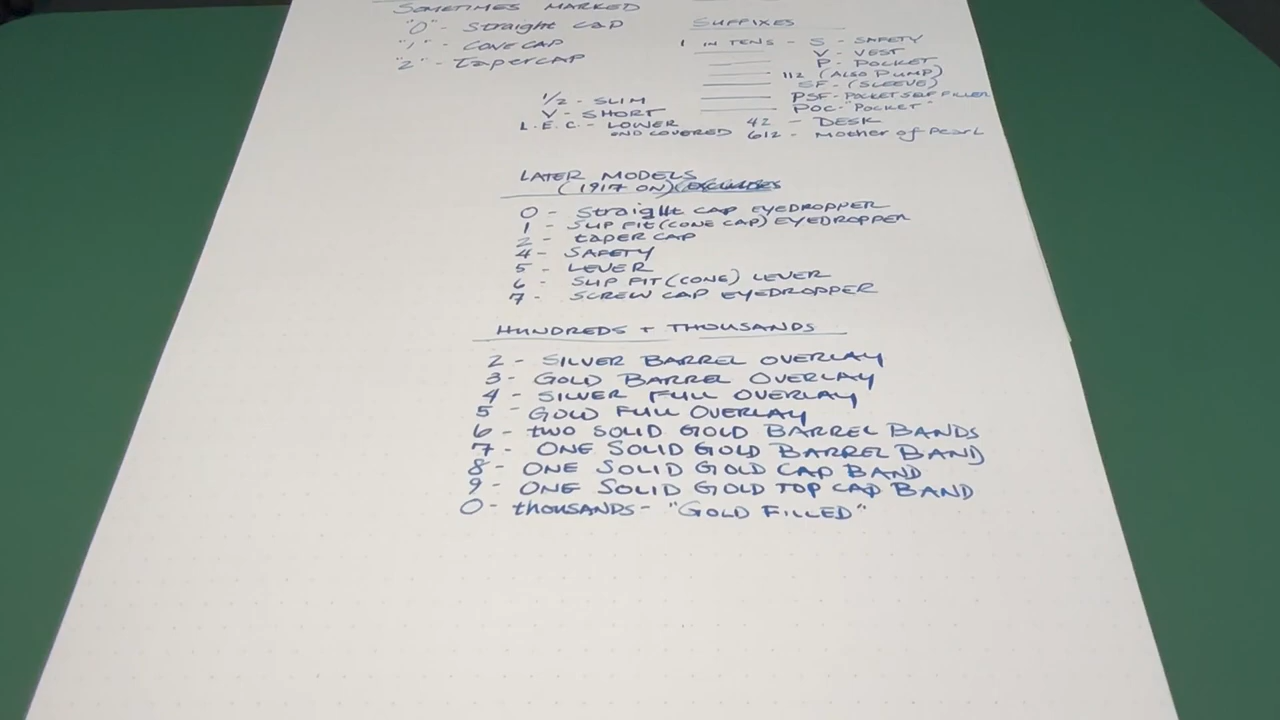 SOMETIMES MARKED
"0" - Straight CAP
"1" - CONE CAP
"2" - TAPER CAP
SUFFIXES
1 IN TENS - S - SAFETY
V - VEST
P - POCKET
112 (ALSO PUMP)
SF - (SLEEVE)
PSF - POCKET SELF FILLER
POC - "POCKET"
42 - DESK
612 - Mother of Pearl
1/2 - SLIM
V - SHORT
L.E.C. - LOWER
END COVERED
LATER MODELS
(1917 ON)
0 - Straight CAP EYEDROPPER
1 - SLIP FIT (CONE CAP) EYEDROPPER
2 - TAPER CAP
4 - SAFETY
5 - LEVER
6 - SLIP FIT (CONE) LEVER
7 - SCREW CAP EYEDROPPER
HUNDREDS + THOUSANDS
2 - SILVER BARREL OVERLAY
3 - GOLD BARREL OVERLAY
4 - SILVER FULL OVERLAY
5 - GOLD FULL OVERLAY
6 - TWO SOLID GOLD BARREL BANDS
7 - ONE SOLID GOLD BARREL BAND
8 - ONE SOLID GOLD CAP BAND
9 - ONE SOLID GOLD TOP CAP BAND
0 - THOUSANDS - "GOLD FILLED"